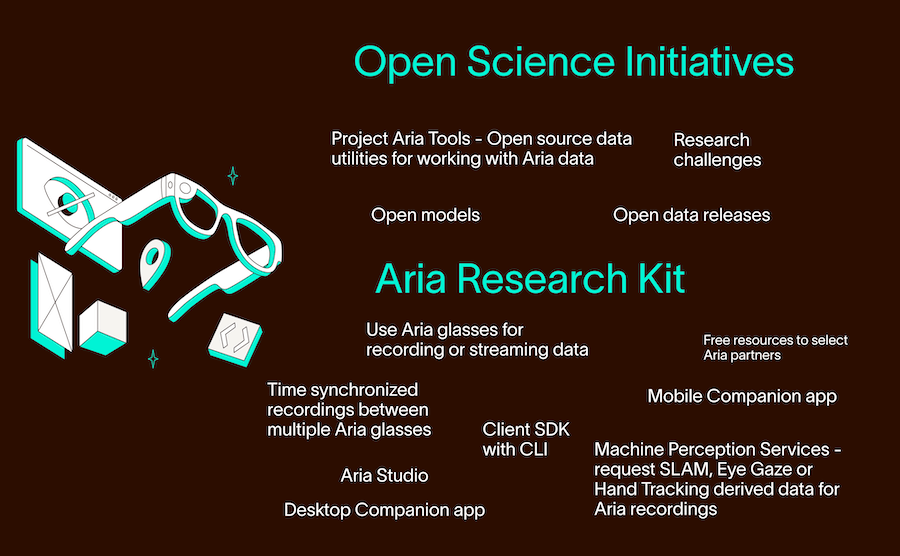 Open Science Initiatives
Project Aria Tools - Open source data
utilities for working with Aria data
Research
challenges
Open models
Open data releases
Aria Research Kit
Use Aria glasses for
recording or streaming data
Free resources to select
Aria partners
Time synchronized
recordings between
multiple Aria glasses
Mobile Companion app
Client SDK
with CLI
Machine Perception Services -
request SLAM, Eye Gaze or
Hand Tracking derived data for
Aria recordings
Aria Studio
Desktop Companion app